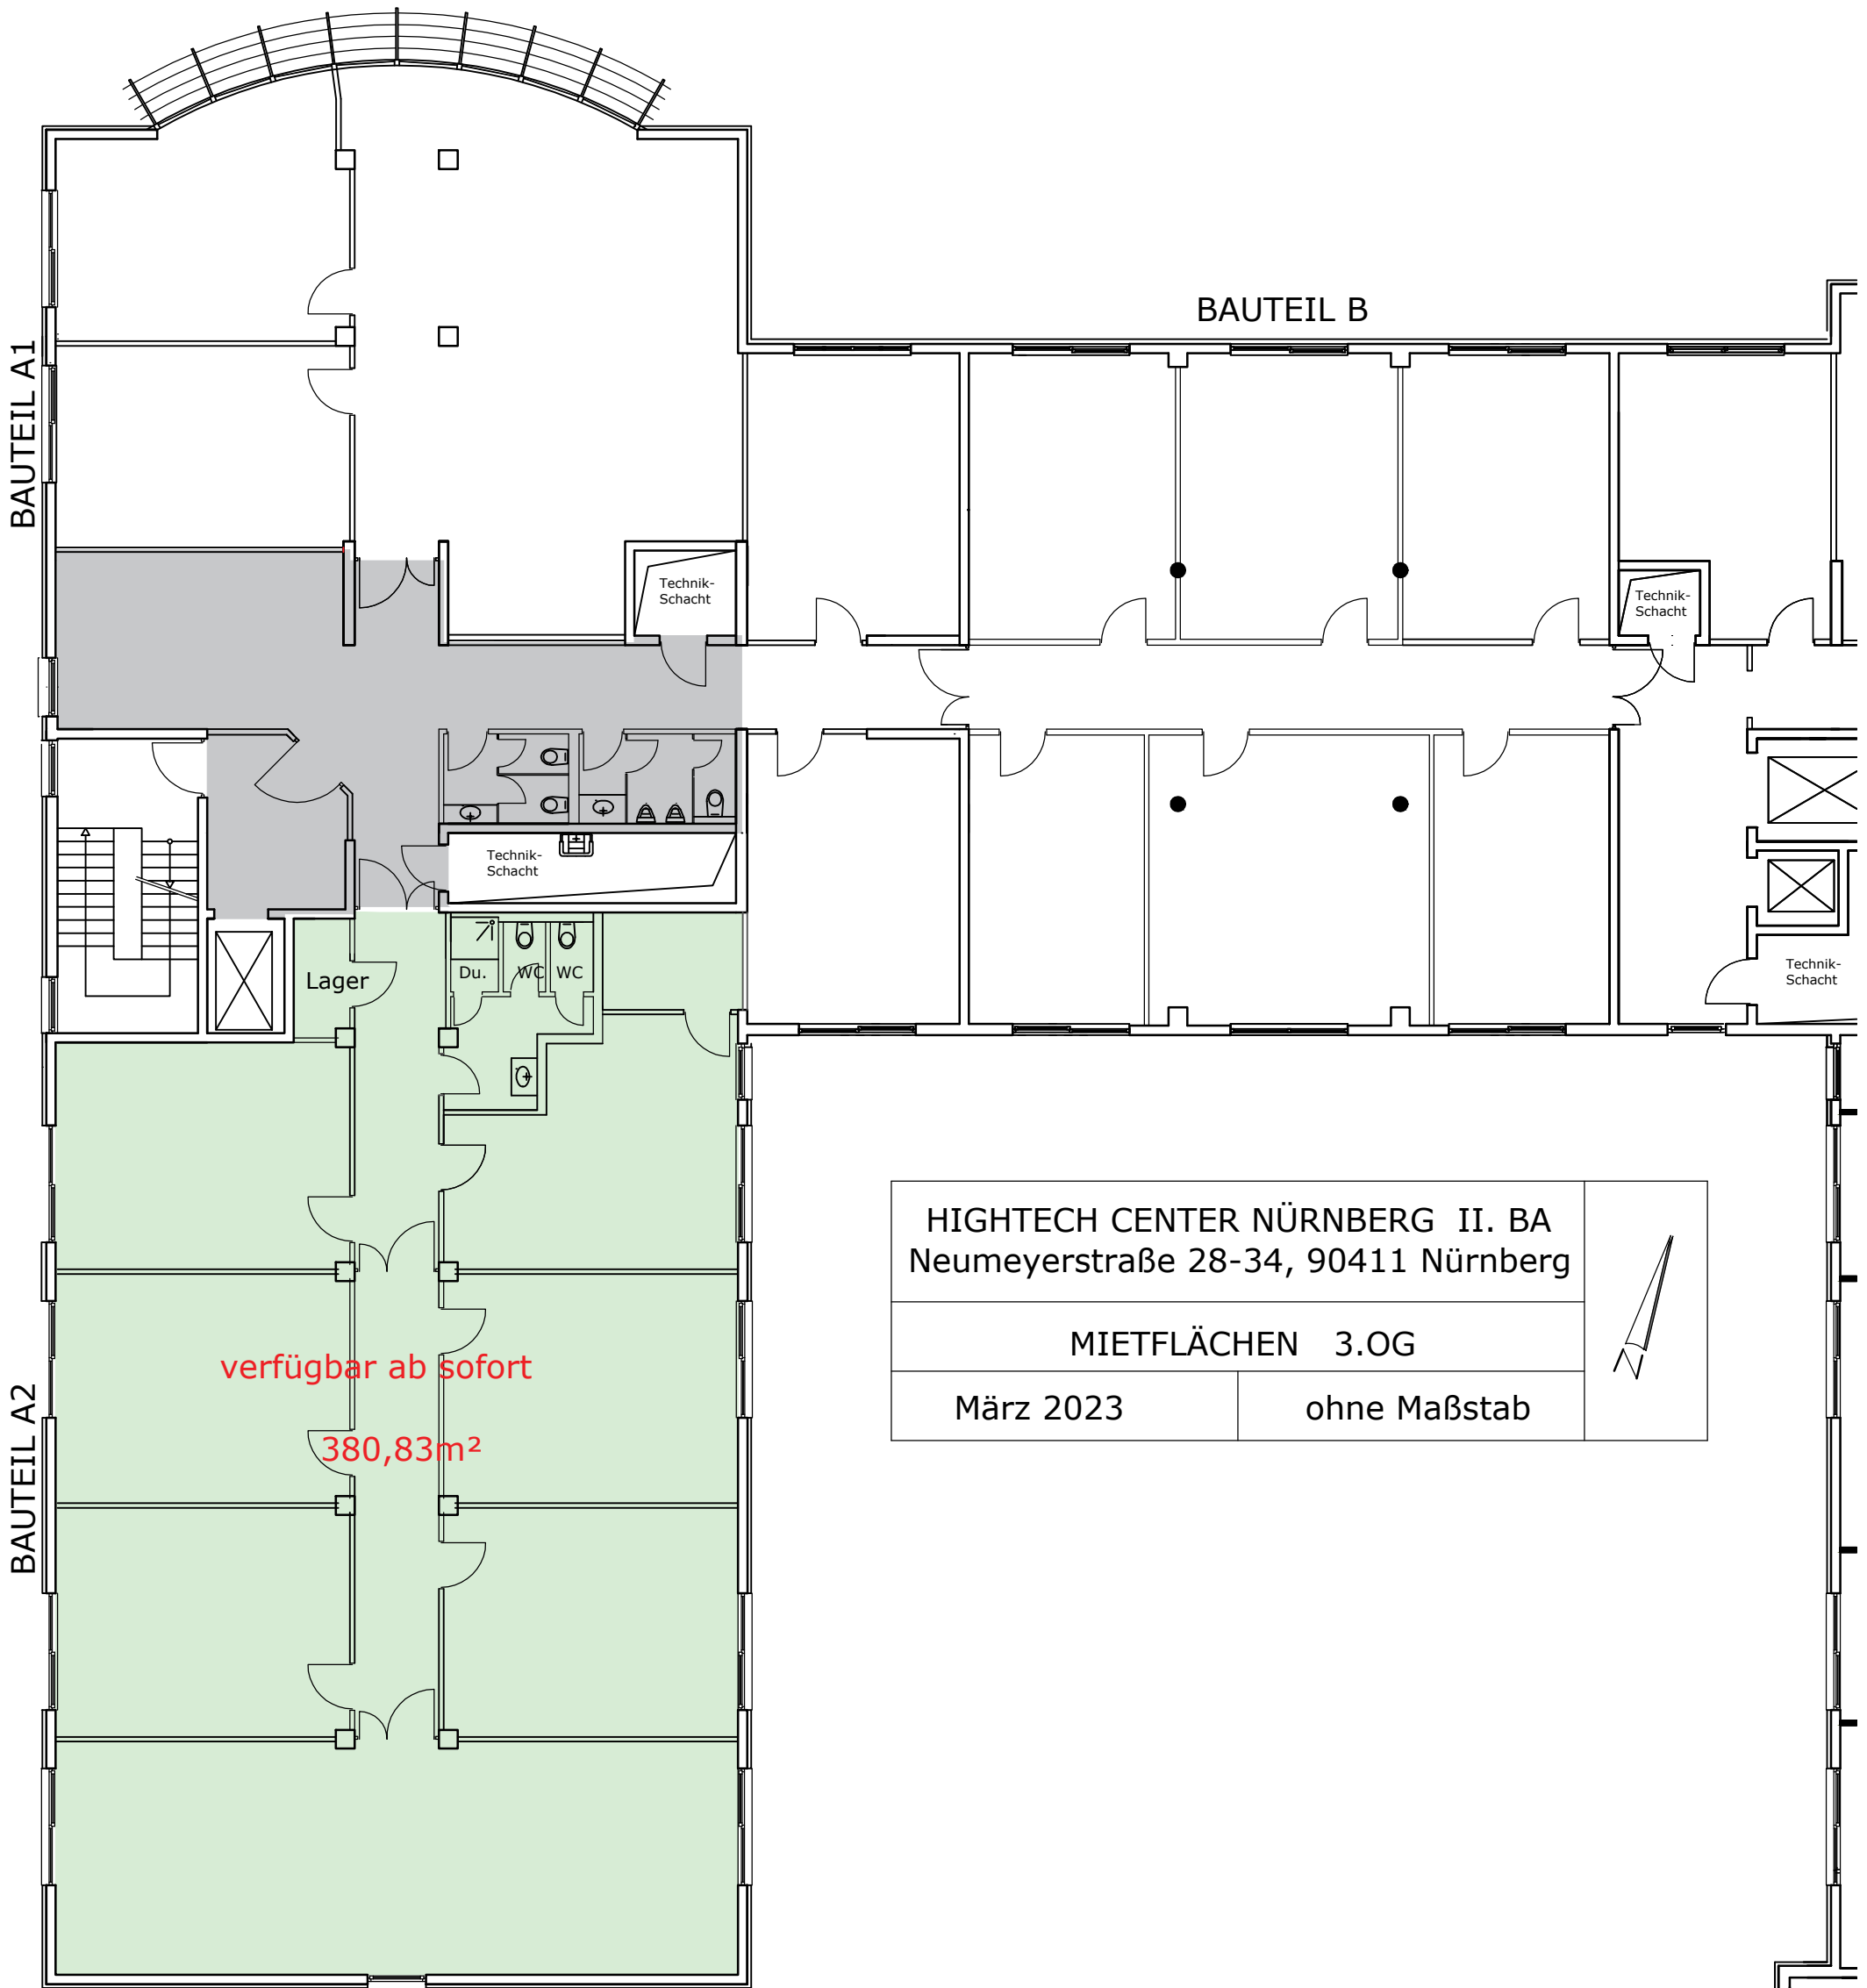 BAUTEIL B
BAUTEIL A1
Technik-
Schacht
Technik-
Schacht
Technik-
Schacht
Lager
Du.
WC
WC
Technik-
Schacht
HIGHTECH CENTER NÜRNBERG II. BA
Neumeyerstraße 28-34, 90411 Nürnberg
MIETFLÄCHEN 3.OG
März 2023
ohne Maßstab
verfügbar ab sofort
380,83m²
BAUTEIL A2